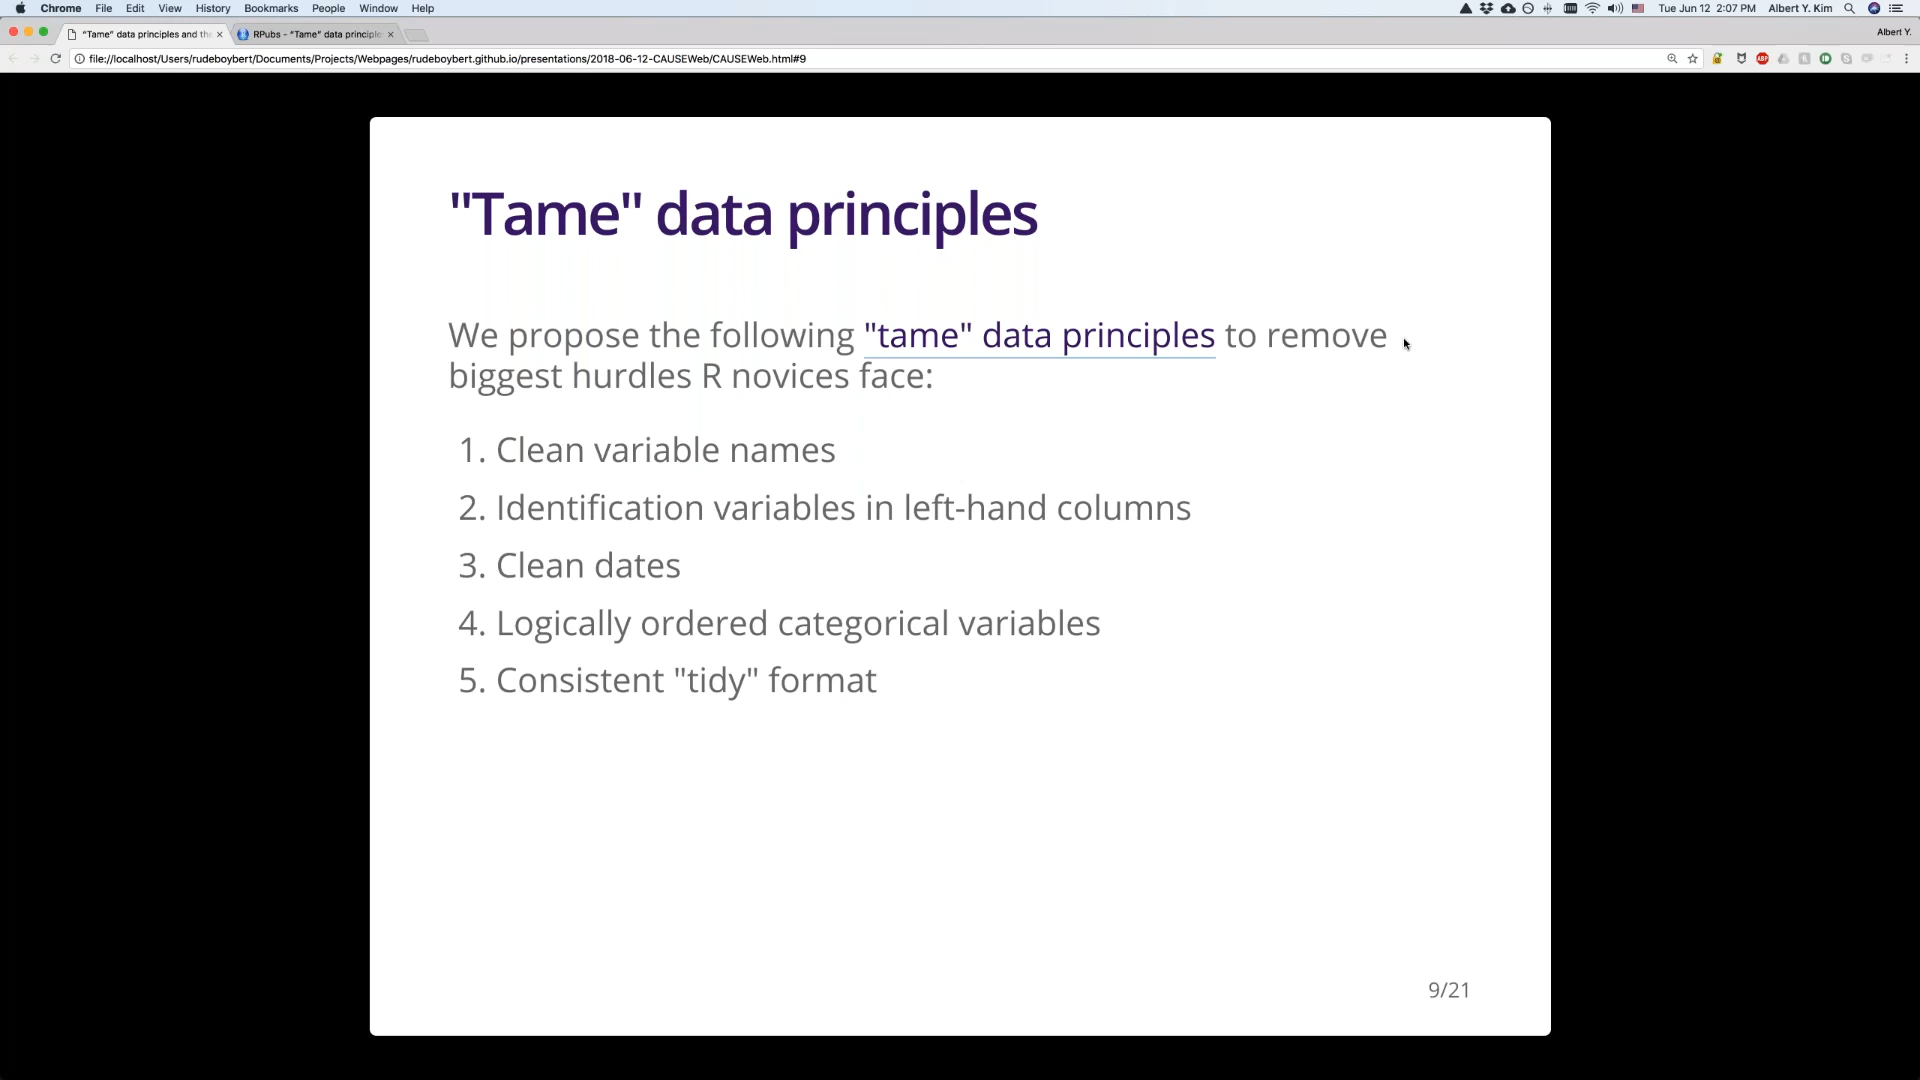 Chrome File Edit View History Bookmarks People Window Help Tue Jun 12 2:07 PM Albert Y. Kim
"Tame" data principles and the RPubs - "Tame" data principle Albert Y.
file://localhost/Users/rudeboybert/Documents/Projects/Webpages/rudeboybert.github.io/presentations/2018-06-12-CAUSEWeb/CAUSEWeb.html#9 ABP
"Tame" data principles
We propose the following "tame" data principles to remove
biggest hurdles R novices face:
1. Clean variable names
2. Identification variables in left-hand columns
3. Clean dates
4. Logically ordered categorical variables
5. Consistent "tidy" format
9/21